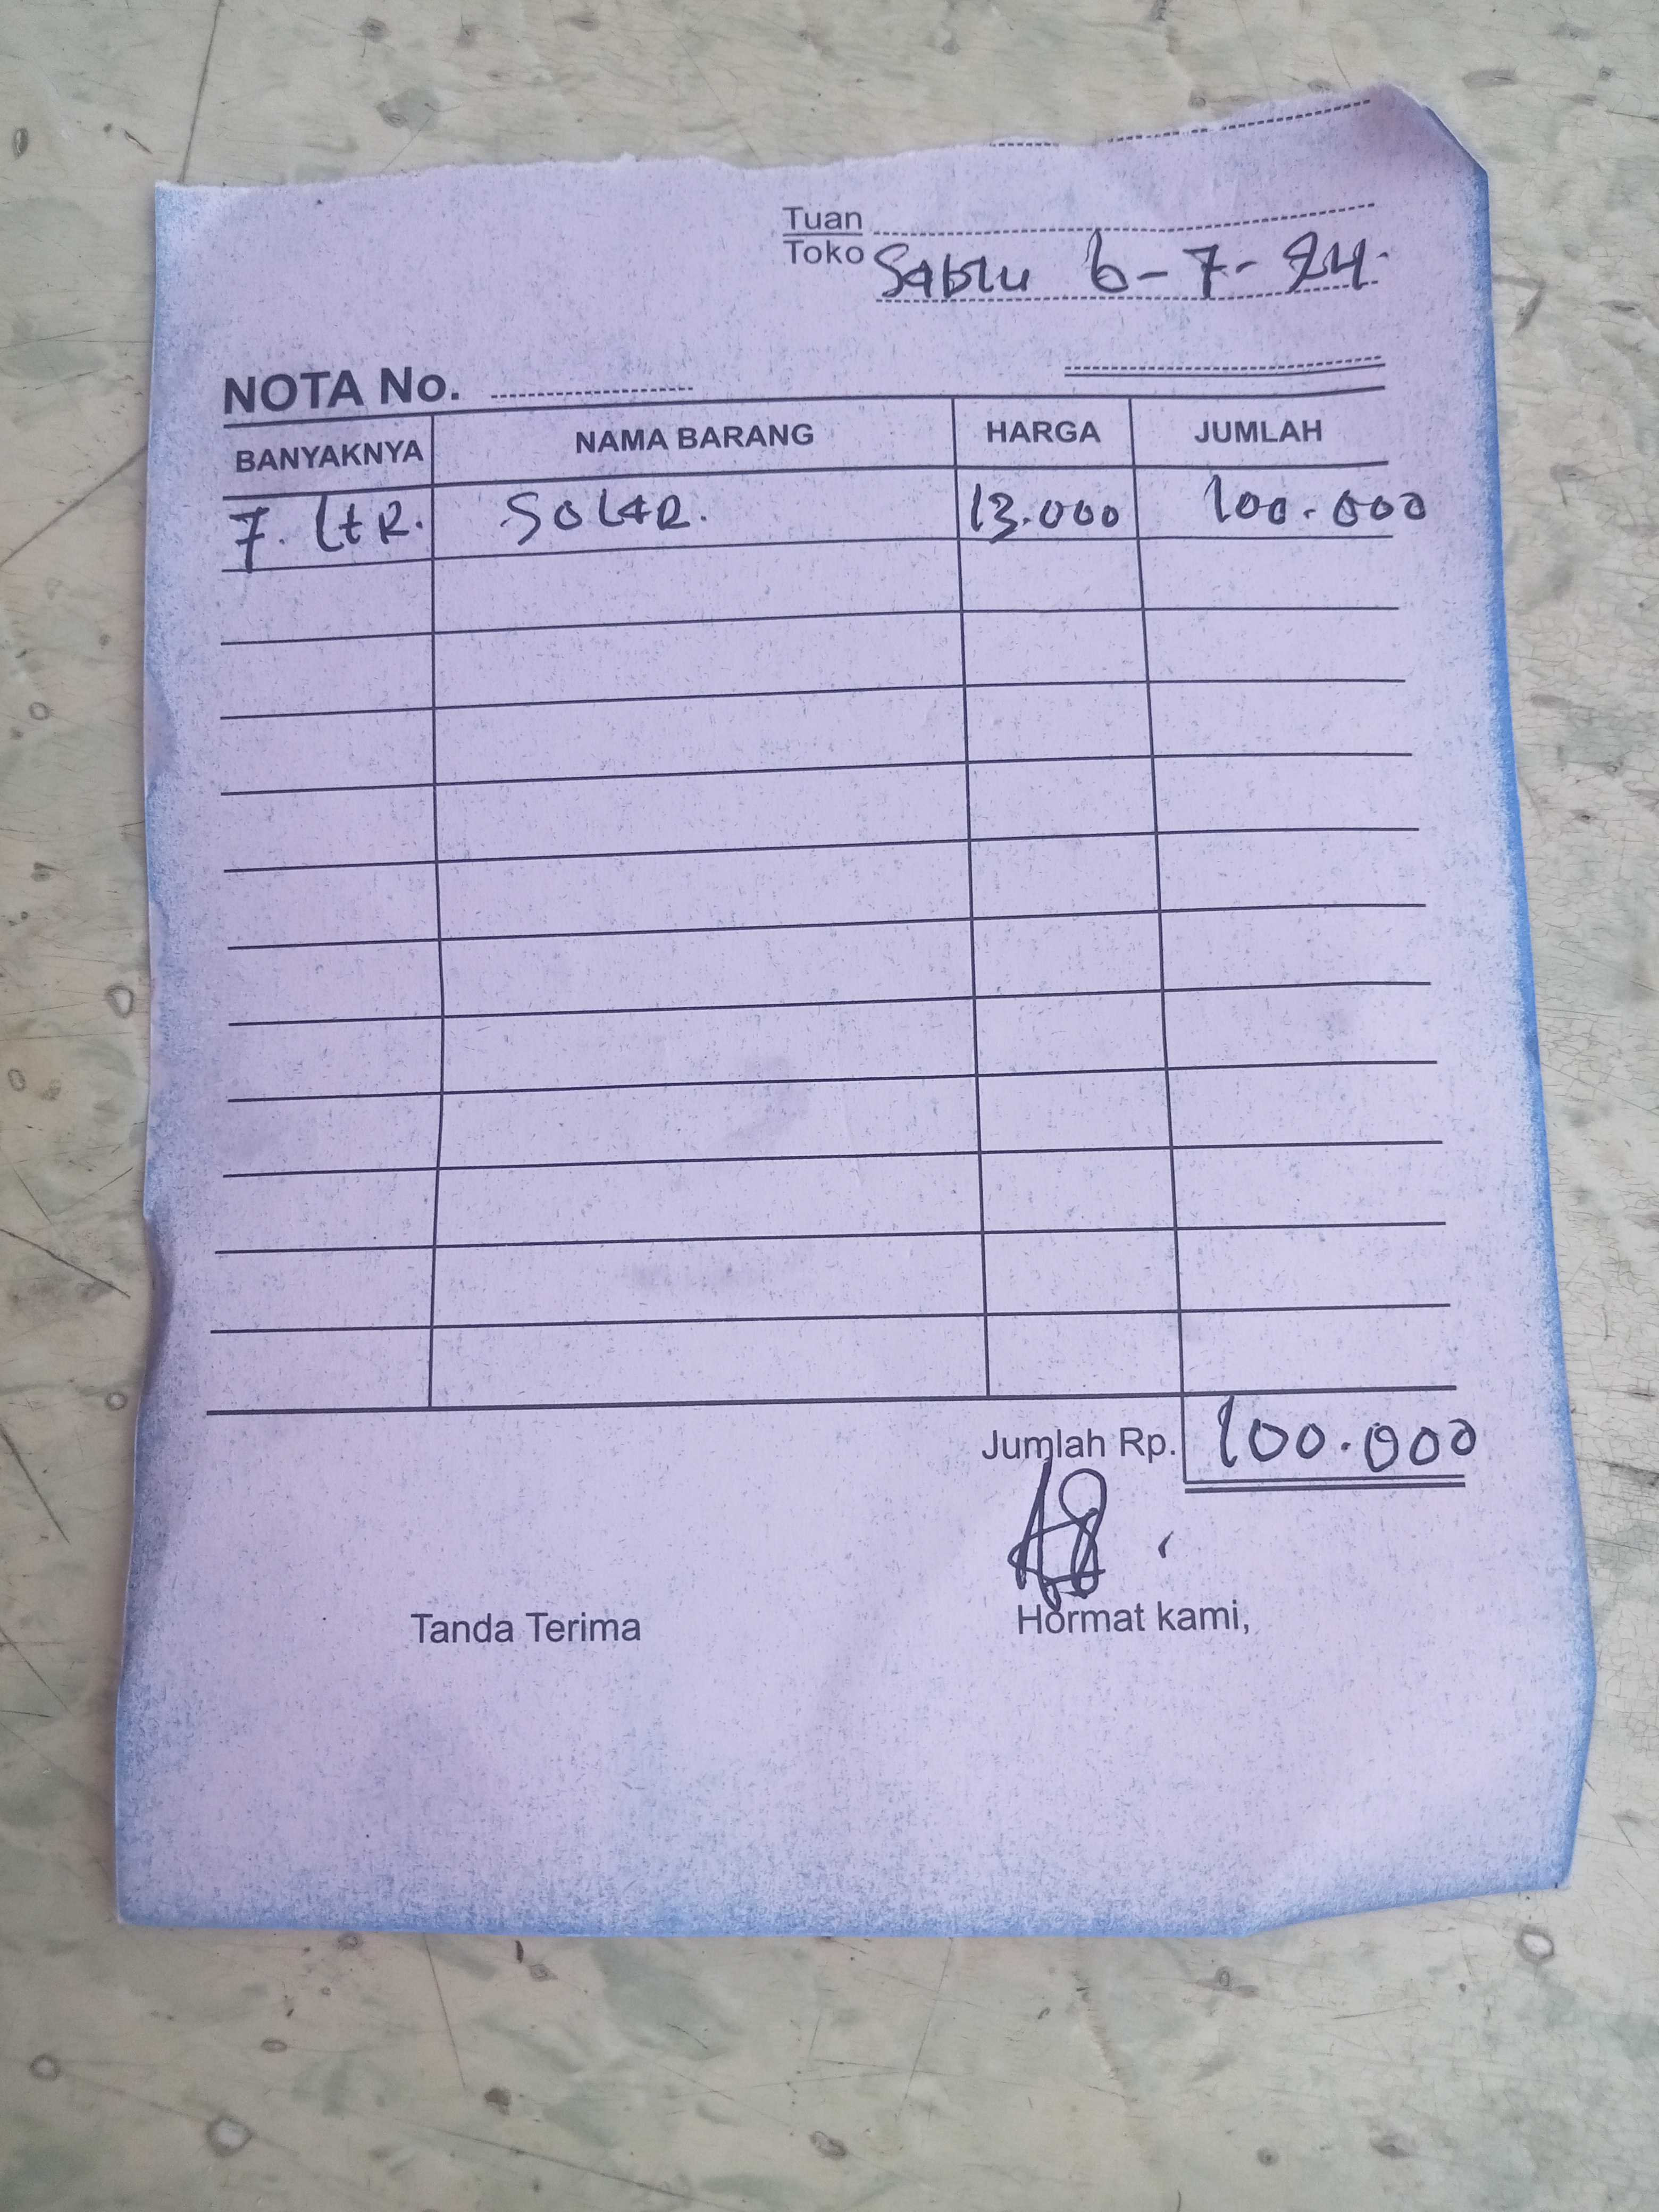 Tuan
Toko Sabtu 6-7-24.
NOTA No.
BANYAKNYA NAMA BARANG HARGA JUMLAH
7. LtR. SOLAR. 13.000 100.000
Jumlah Rp. 100.000
Tanda Terima Hormat kami,